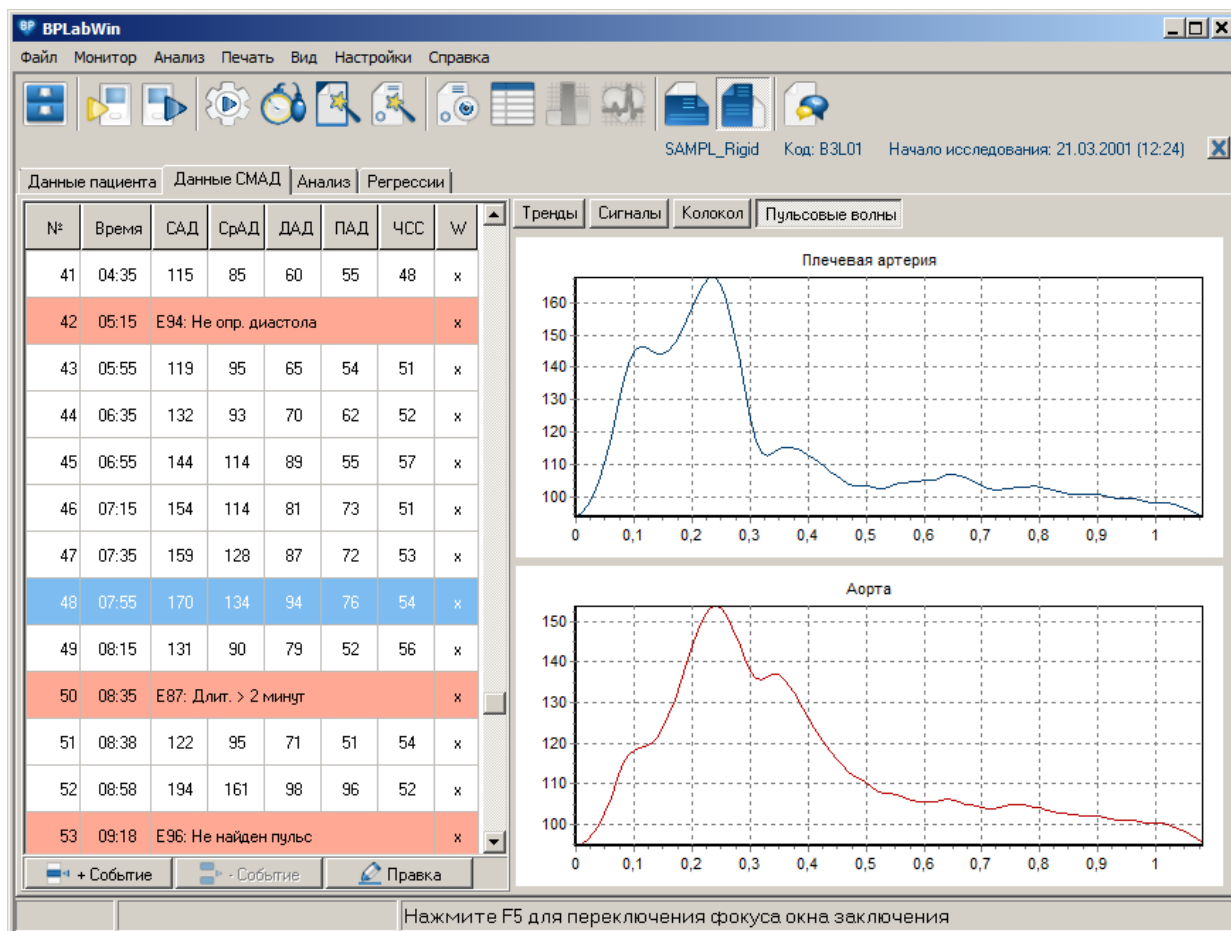 BPLabWin
Файл Монитор Анализ Печать Вид Настройки Справка
SAMPL_Rigid Код: B3L01 Начало исследования: 21.03.2001 (12:24)
Данные пациента Данные СМАД Анализ Регрессии
№ Время САД СрАД ДАД ПАД ЧСС W
41 04:35 115 85 60 55 48 x
42 05:15 E94: Не опр. диастола x
43 05:55 119 95 65 54 51 x
44 06:35 132 93 70 62 52 x
45 06:55 144 114 89 55 57 x
46 07:15 154 114 81 73 51 x
47 07:35 159 128 87 72 53 x
48 07:55 170 134 94 76 54 x
49 08:15 131 90 79 52 56 x
50 08:35 E87: Длит. > 2 минут x
51 08:38 122 95 71 51 54 x
52 08:58 194 161 98 96 52 x
53 09:18 E96: Не найден пульс x
+ Событие - Событие Правка
Тренды Сигналы Колокол Пульсовые волны
Плечевая артерия
160
150
140
130
120
110
100
0 0,1 0,2 0,3 0,4 0,5 0,6 0,7 0,8 0,9 1
Аорта
150
140
130
120
110
100
0 0,1 0,2 0,3 0,4 0,5 0,6 0,7 0,8 0,9 1
Нажмите F5 для переключения фокуса окна заключения